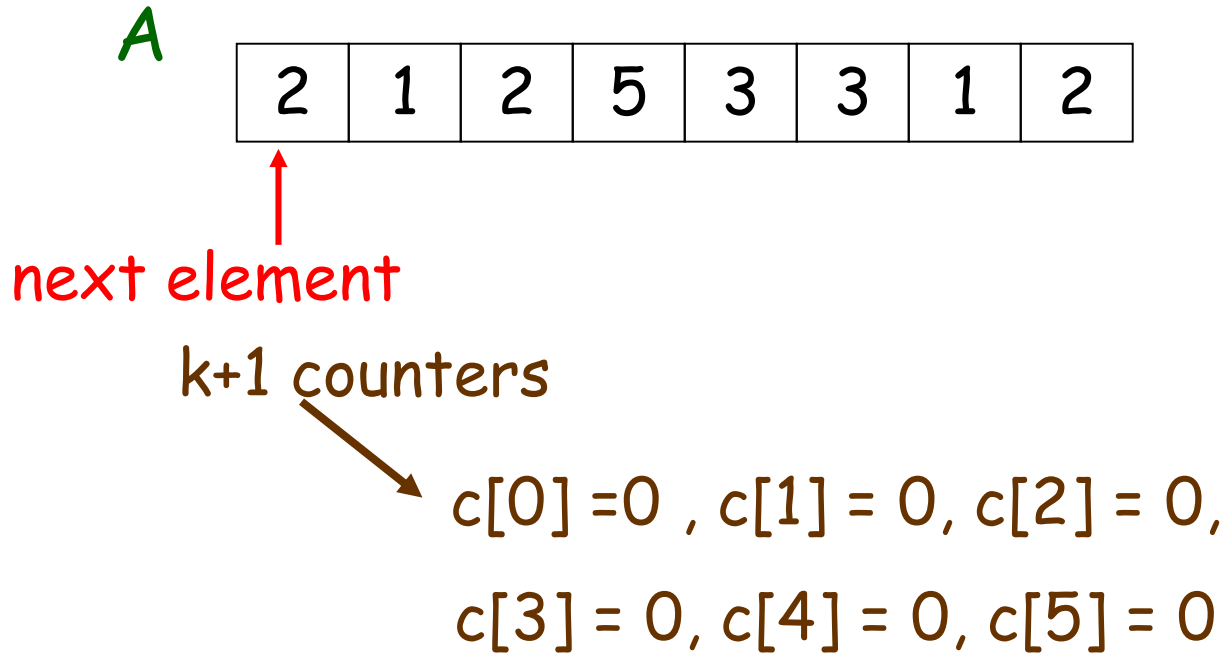 A
2 1 2 5 3 3 1 2
next element
k+1 counters
c[0] =0 , c[1] = 0, c[2] = 0,
c[3] = 0, c[4] = 0, c[5] = 0